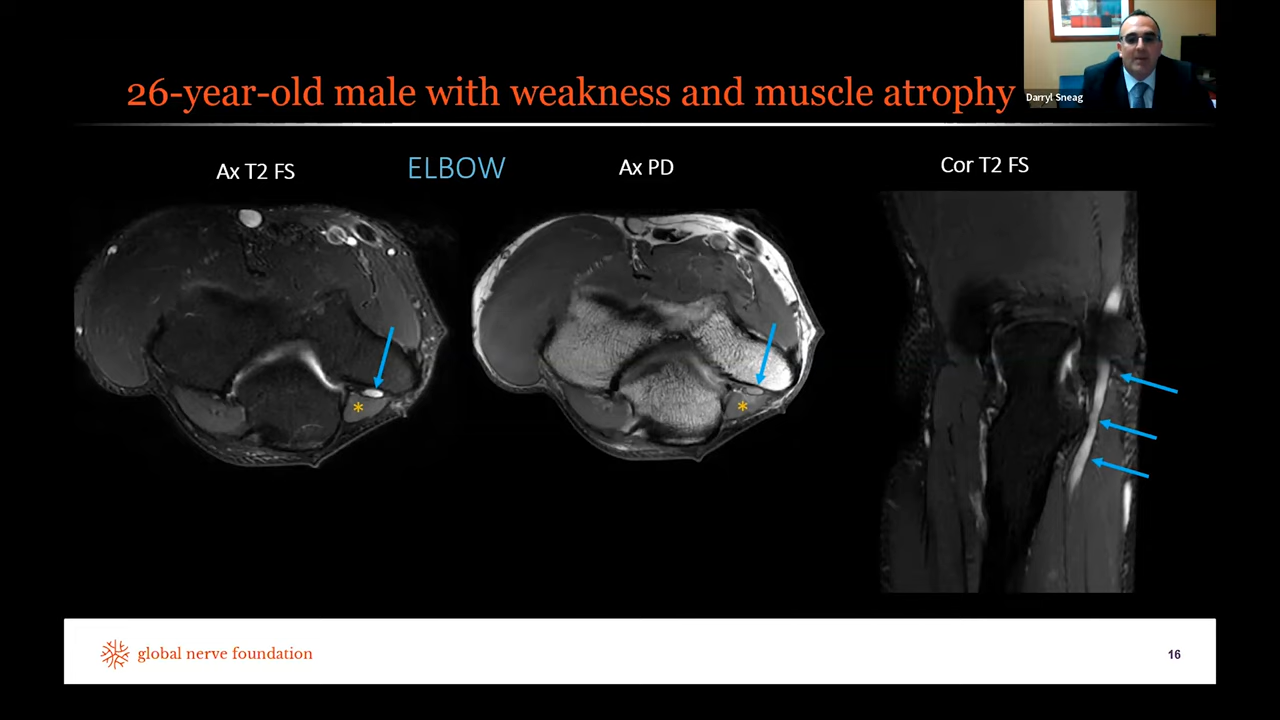 26-year-old male with weakness and muscle atrophy
Darryl Sneag
Ax T2 FS
ELBOW
Ax PD
Cor T2 FS
*
*
global nerve foundation
16